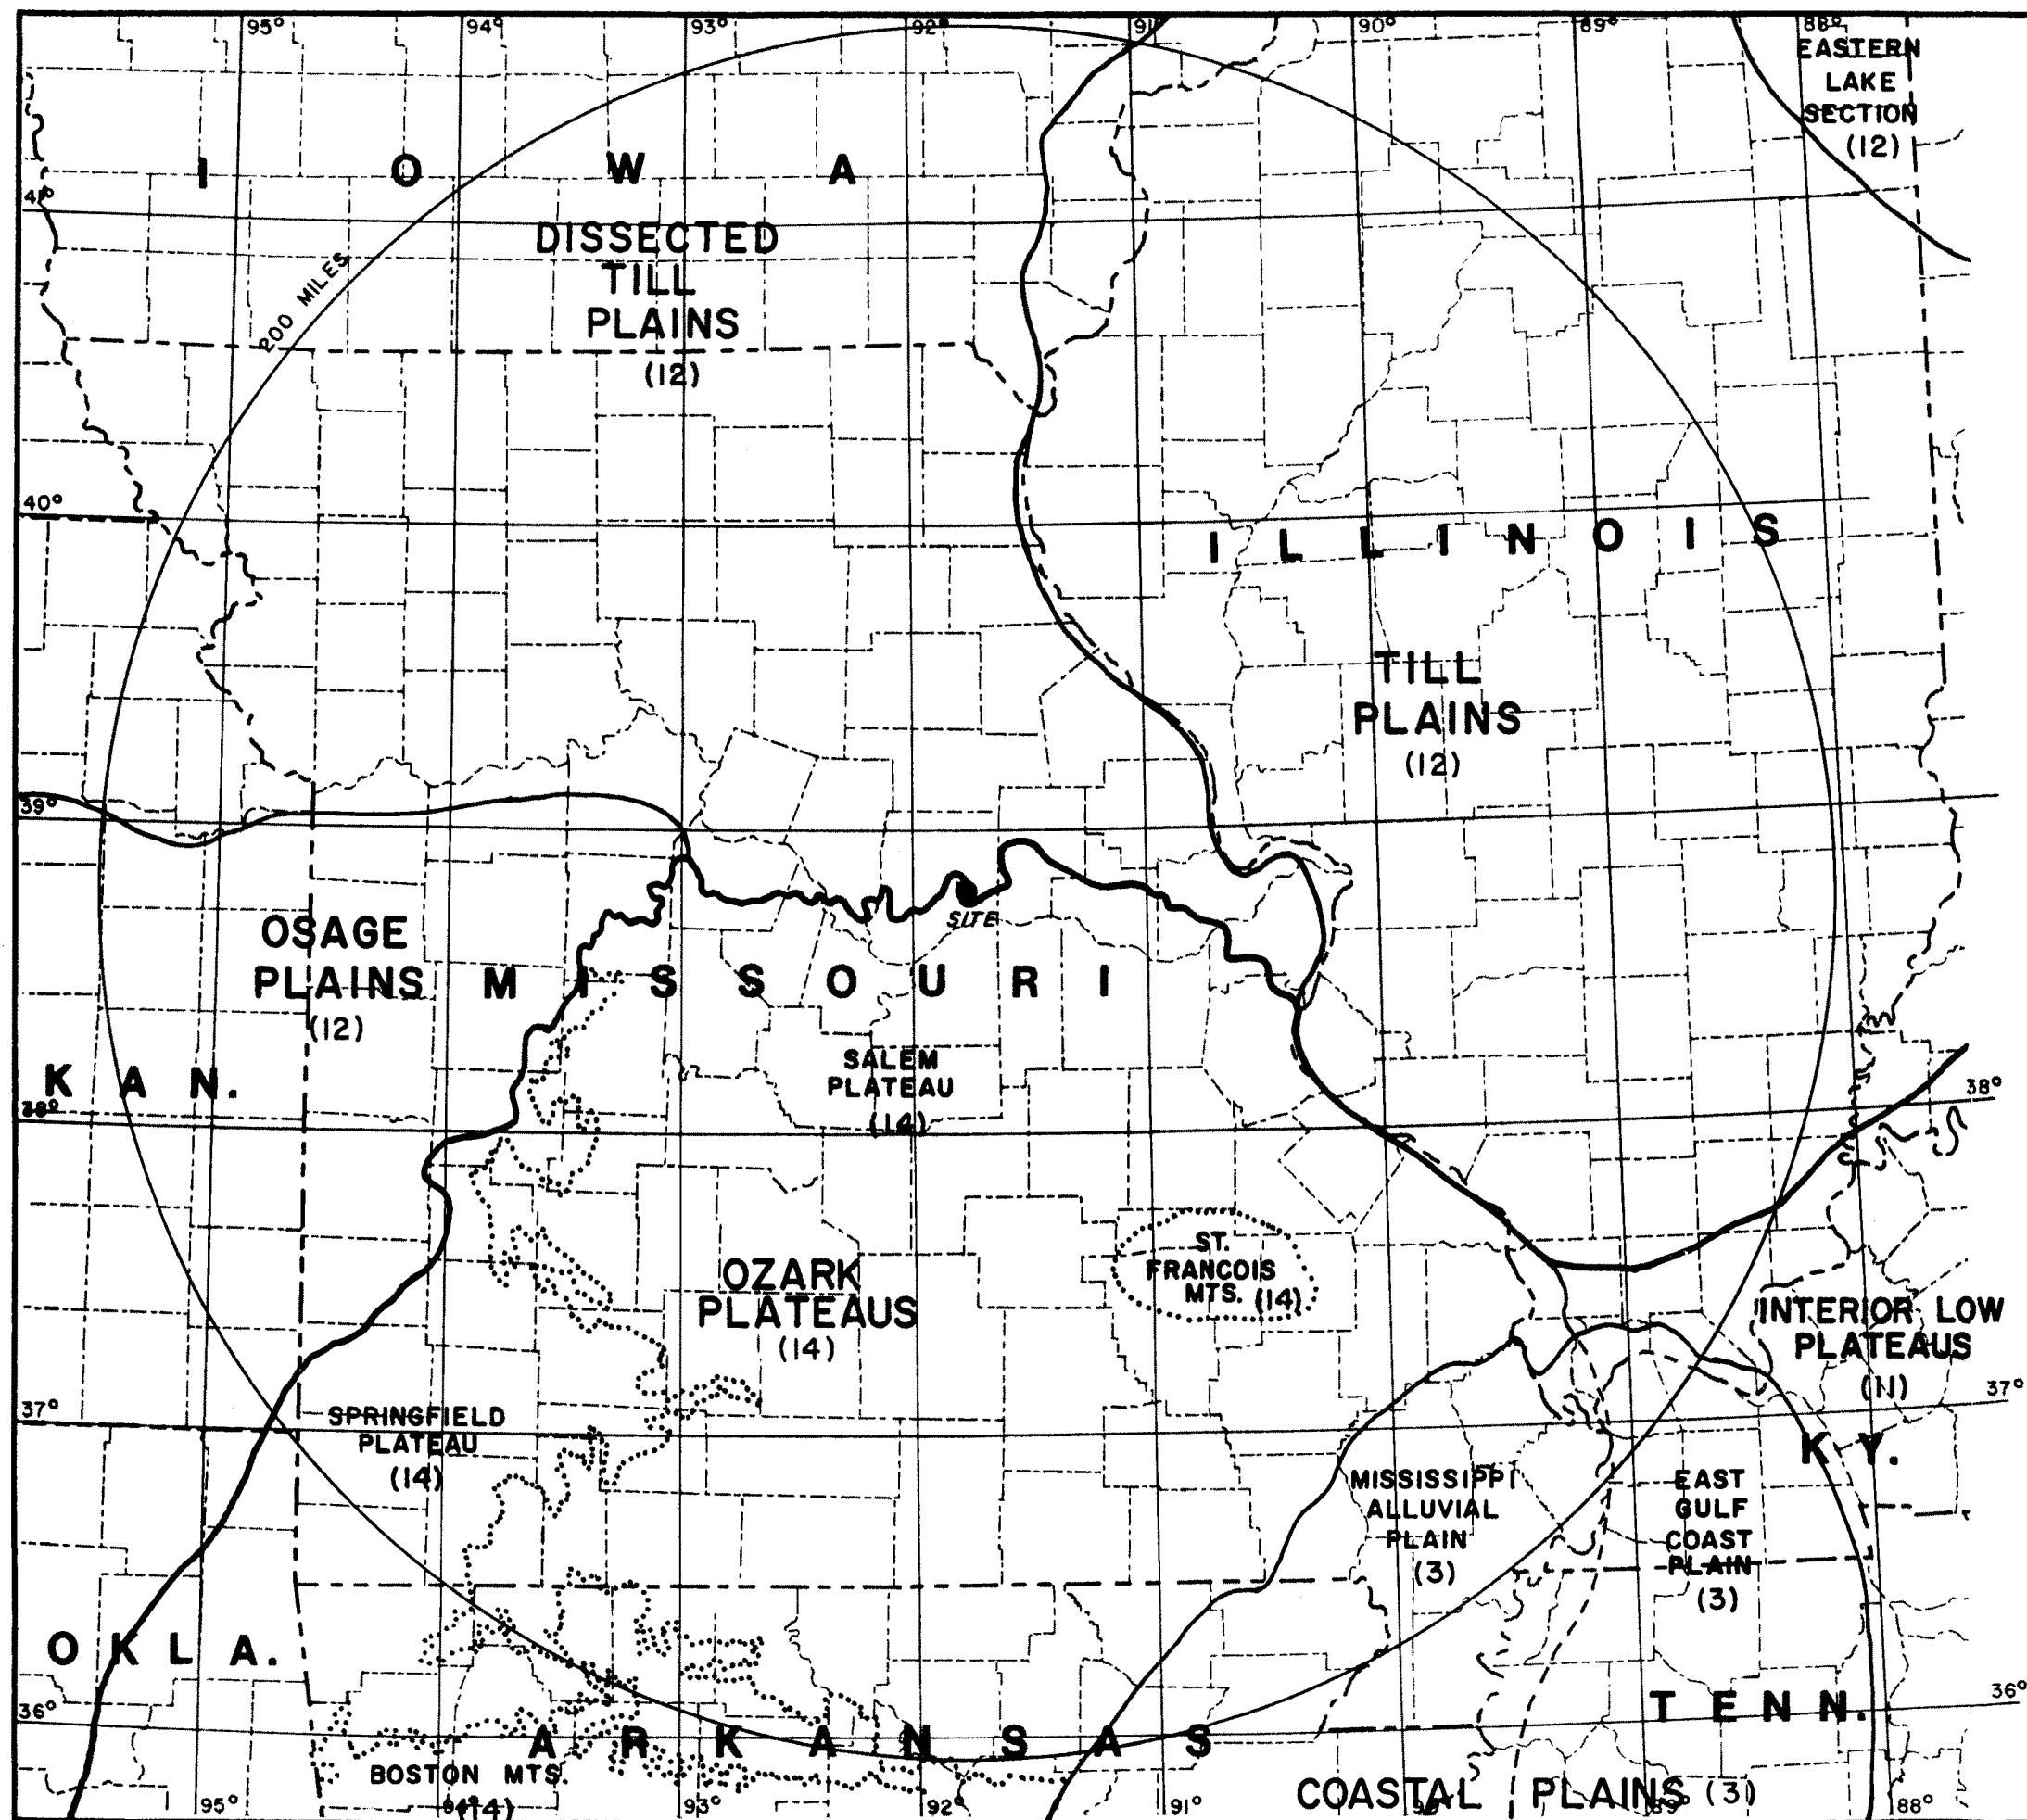 95° 94° 93° 92° 91° 90° 89° 88°
EASTERN
LAKE
SECTION
(12)
I O W A
41°
DISSECTED
TILL
PLAINS
(12)
200 MILES
40°
I L L I N O I S
TILL
PLAINS
(12)
39°
SITE
OSAGE
PLAINS
(12)
M I S S O U R I
SALEM
PLATEAU
(14)
K A N.
38°
38°
ST.
FRANCOIS
MTS. (14)
OZARK
PLATEAUS
(14)
INTERIOR LOW
PLATEAUS
(11)
37°
37°
SPRINGFIELD
PLATEAU
(14)
K Y.
MISSISSIPPI
ALLUVIAL
PLAIN
(3)
EAST
GULF
COAST
PLAIN
(3)
O K L A.
36°
36°
T E N N.
A R K A N S A S
BOSTON MTS.
(14)
COASTAL PLAINS (3)
95° 94° 93° 92° 91° 90° 89° 88°